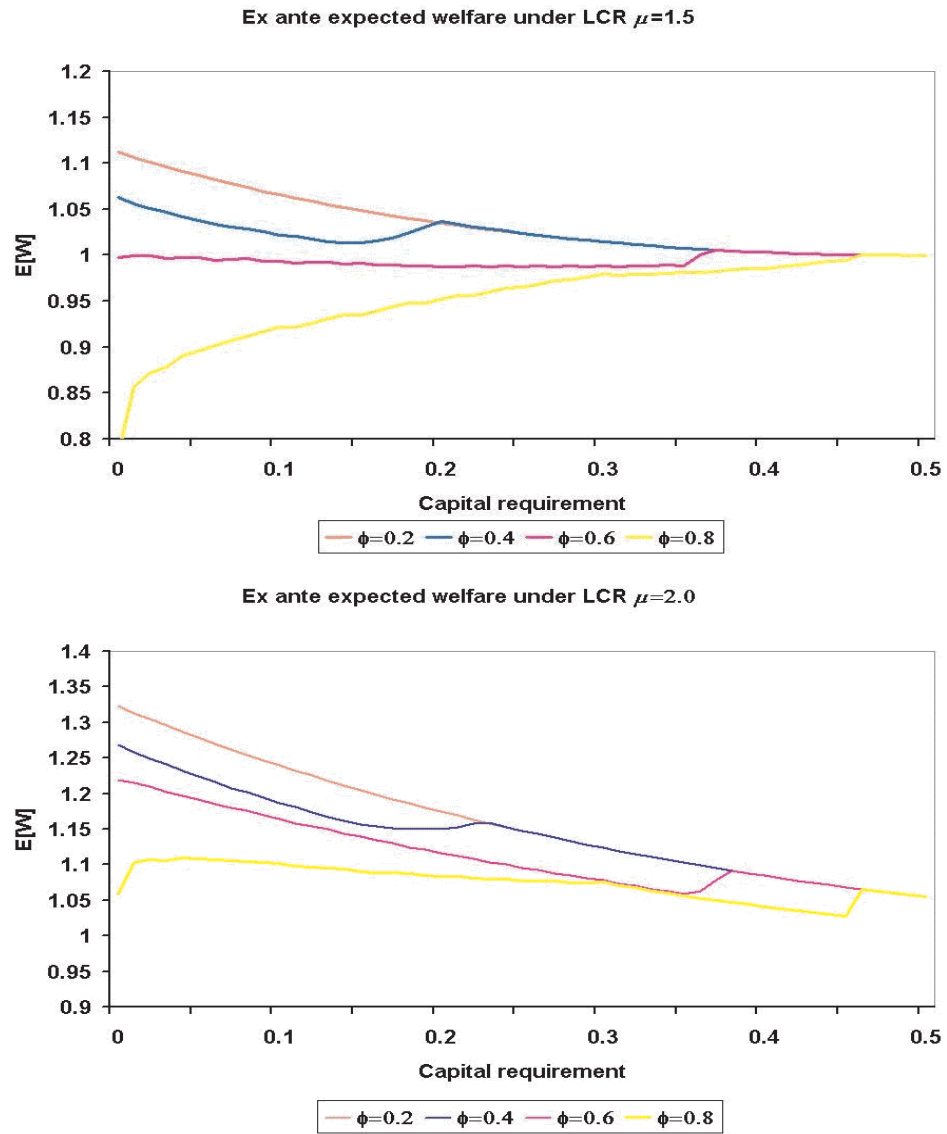 Ex ante expected welfare under LCR μ=1.5
1.2
1.15
1.1
1.05
1
0.95
0.9
0.85
0.8
E[W]
0 0.1 0.2 0.3 0.4 0.5
Capital requirement
ϕ=0.2 ϕ=0.4 ϕ=0.6 ϕ=0.8
Ex ante expected welfare under LCR μ=2.0
1.4
1.35
1.3
1.25
1.2
1.15
1.1
1.05
1
0.95
0.9
E[W]
0 0.1 0.2 0.3 0.4 0.5
Capital requirement
ϕ=0.2 ϕ=0.4 ϕ=0.6 ϕ=0.8